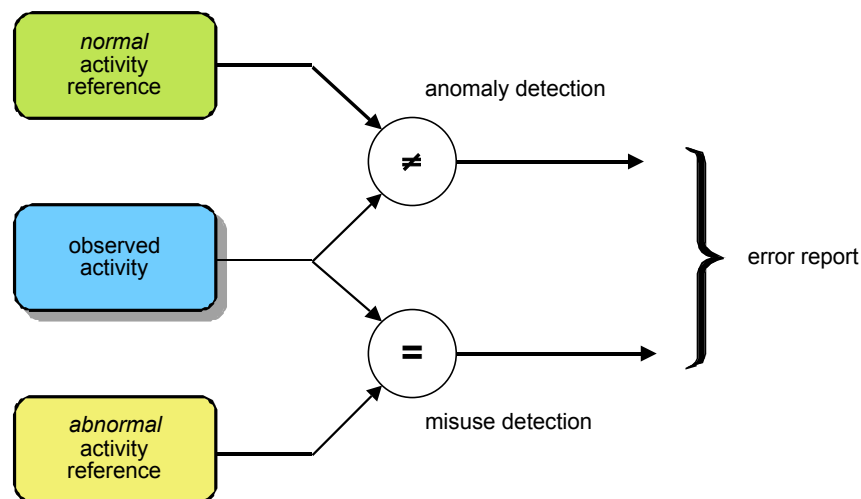 normal
activity
reference
anomaly detection
≠
observed
activity
error report
=
misuse detection
abnormal
activity
reference